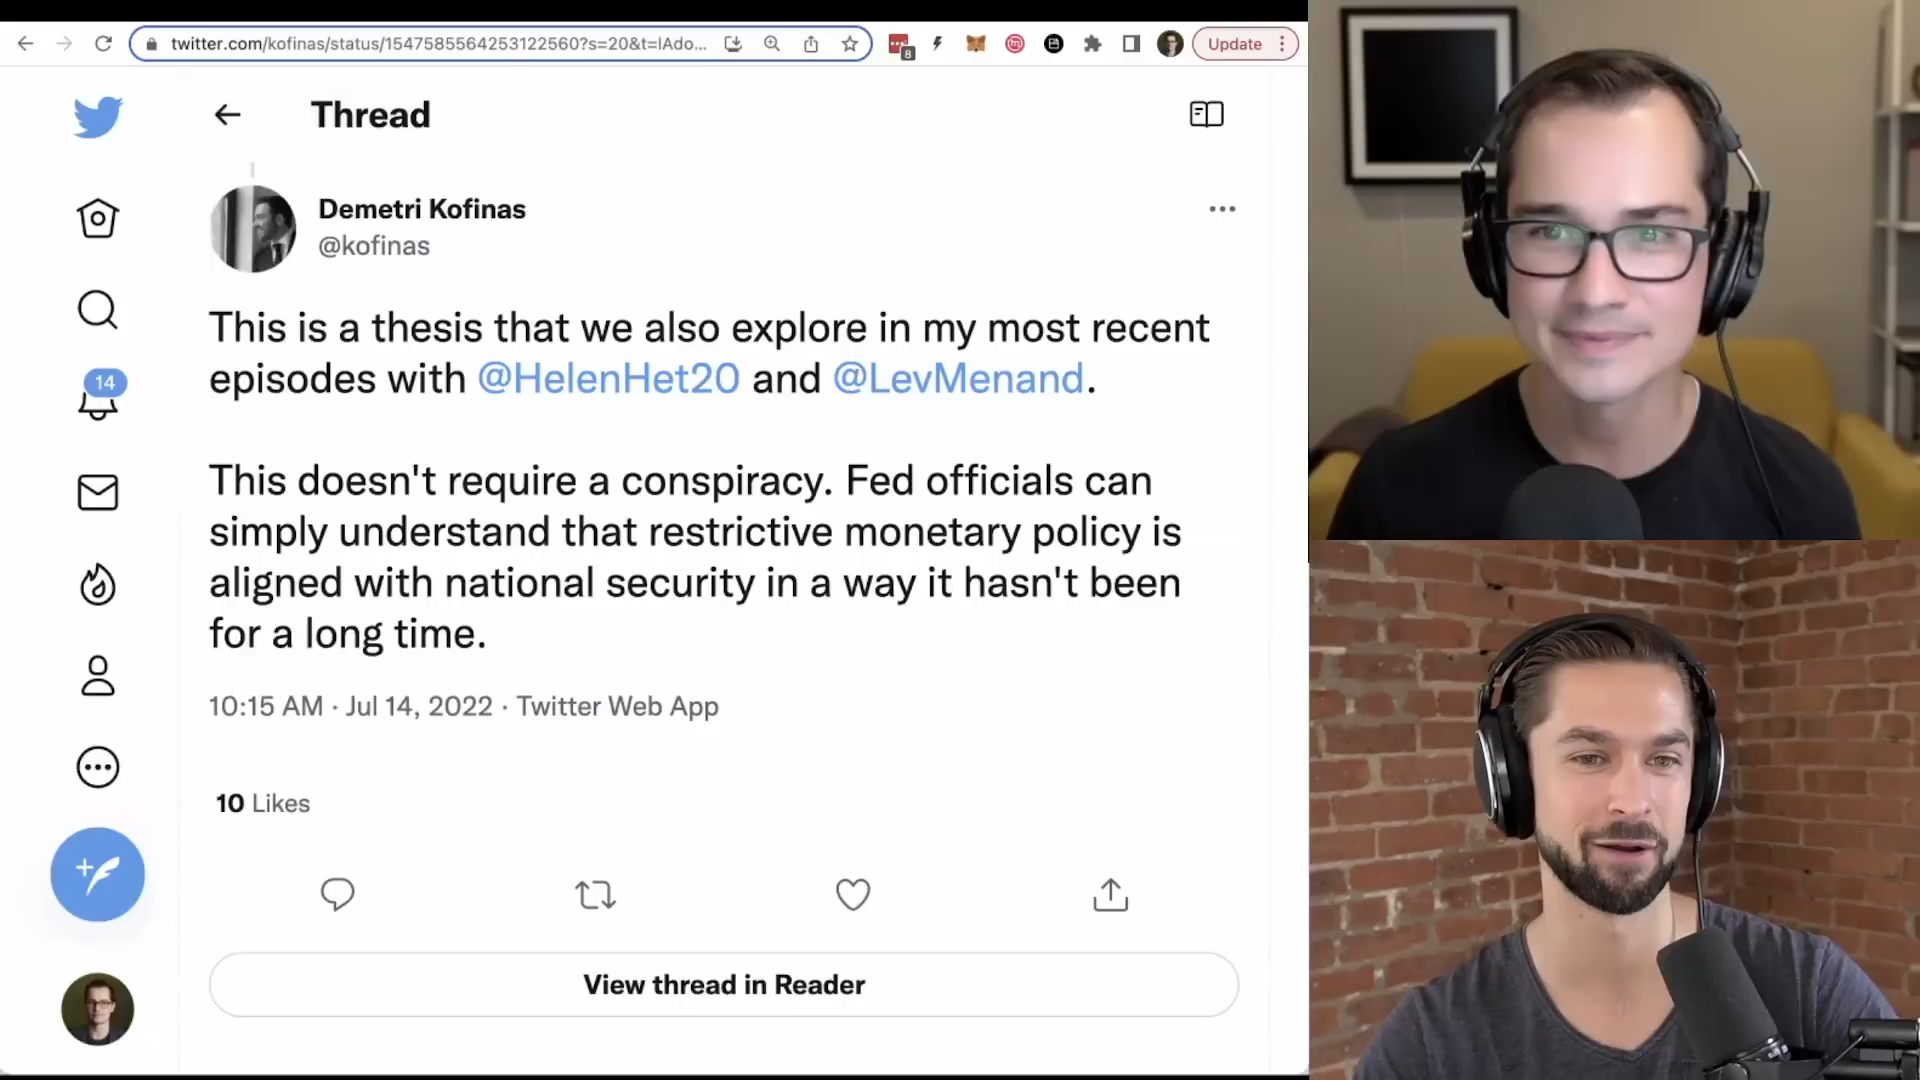 twitter.com/kofinas/status/1547585564253122560?s=20&t=lAdo...
8
Update
Thread
Demetri Kofinas
@kofinas
This is a thesis that we also explore in my most recent
episodes with @HelenHet20 and @LevMenand.
This doesn't require a conspiracy. Fed officials can
simply understand that restrictive monetary policy is
aligned with national security in a way it hasn't been
for a long time.
10:15 AM · Jul 14, 2022 · Twitter Web App
10 Likes
View thread in Reader
14